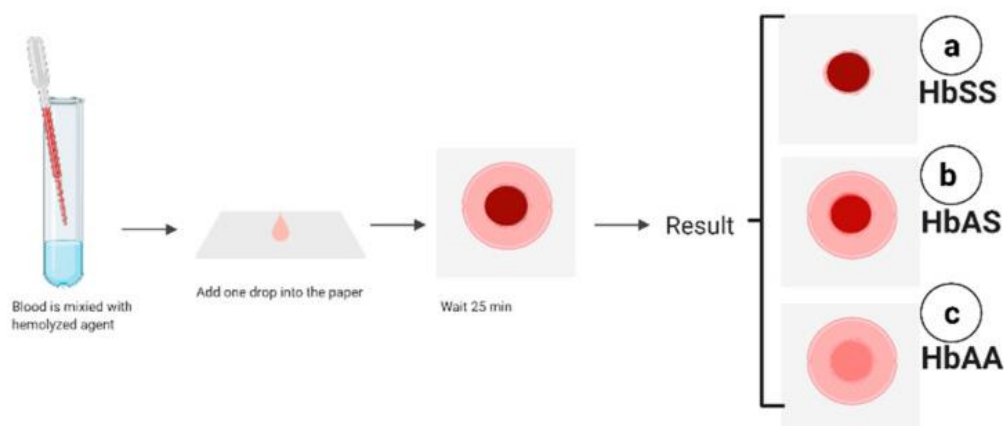 Blood is mixied with
hemolyzed agent
Add one drop into the paper
Wait 25 min
Result
a
HbSS
b
HbAS
c
HbAA